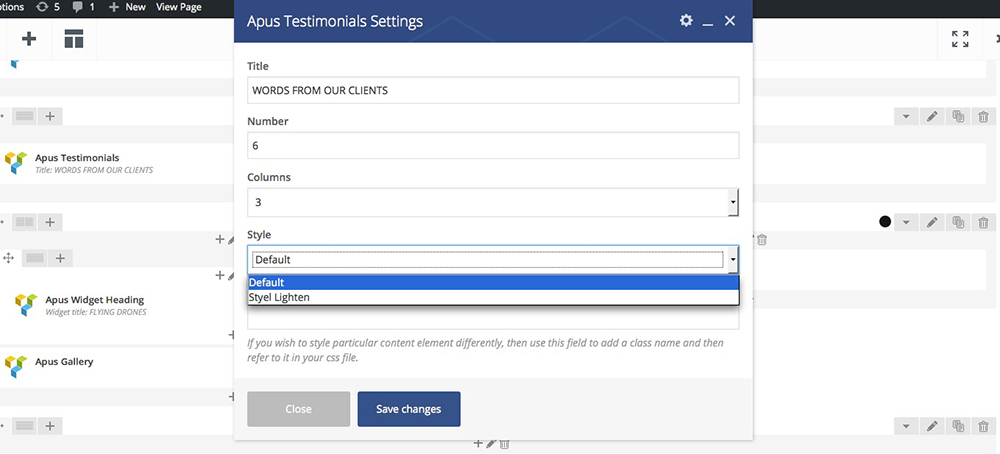 ptions 5 1 + New View Page
Apus Testimonials Settings
Title
WORDS FROM OUR CLIENTS
Number
6
Columns
3
Style
Default
Default
Styel Lighten
If you wish to style particular content element differently, then use this field to add a class name and then
refer to it in your css file.
Close
Save changes
Apus Testimonials
Title: WORDS FROM OUR CLIENTS
Apus Widget Heading
Widget title: FLYING DRONES
Apus Gallery